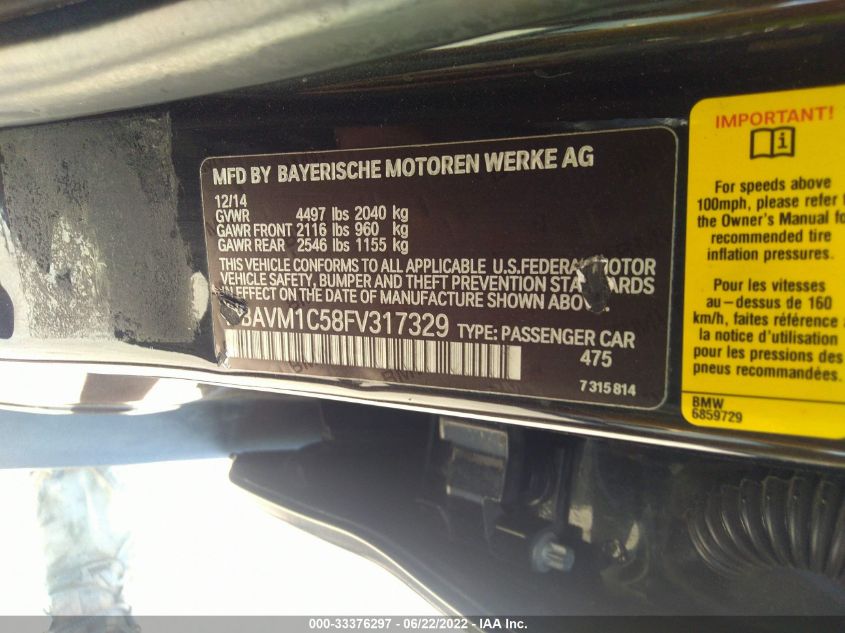 MFD BY BAYERISCHE MOTOREN WERKE AG
12/14
GVWR 4497 lbs 2040 kg
GAWR FRONT 2116 lbs 960 kg
GAWR REAR 2546 lbs 1155 kg
THIS VEHICLE CONFORMS TO ALL APPLICABLE U.S.FEDERAL MOTOR
VEHICLE SAFETY, BUMPER AND THEFT PREVENTION STANDARDS
IN EFFECT ON THE DATE OF MANUFACTURE SHOWN ABOVE.
BAVM1C58FV317329 TYPE: PASSENGER CAR
475
7 315 814
IMPORTANT!
For speeds above
100mph, please refer
the Owner's Manual for
recommended tire
inflation pressures.
Pour les vitesses
au-dessus de 160
km/h, faites référence
au manuel d'utilisation
pour les pressions des
pneus recommandées.
BMW
6859729
000-33376297 - 06/22/2022 - IAA Inc.